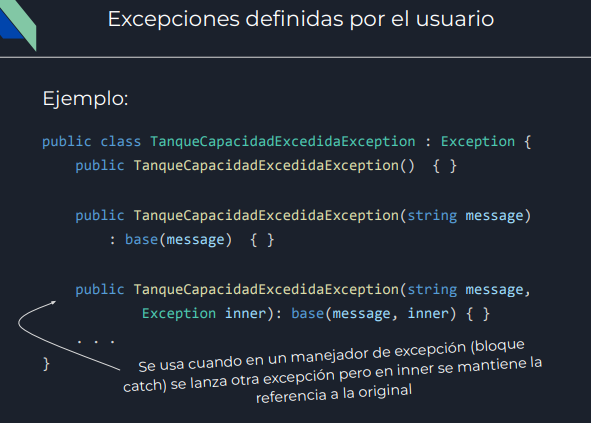 Excepciones definidas por el usuario
Ejemplo:
public class TanqueCapacidadExcedidaException : Exception {
public TanqueCapacidadExcedidaException() { }
public TanqueCapacidadExcedidaException(string message)
: base(message) { }
public TanqueCapacidadExcedidaException(string message,
Exception inner): base(message, inner) { }
. . .
}
Se usa cuando en un manejador de excepción (bloque
catch) se lanza otra excepción pero en inner se mantiene la
referencia a la original